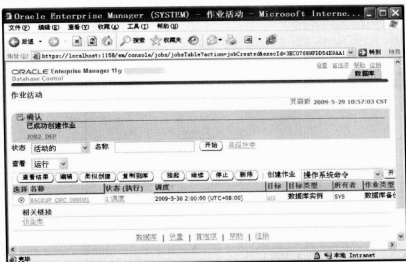 Oracle Enterprise Manager (SYSTEM) - 作业活动 - Microsoft Interne...
文件(F) 编辑(E) 查看(V) 收藏(A) 工具(T) 帮助(H)
后退 搜索 收藏夹
地址(D) https://localhost:1158/em/console/jobs/jobsTable?action=jobCreated&execId= 转到 链接
ORACLE Enterprise Manager 11g
Database Control
设置 首选项 帮助 注销
数据库
作业活动
页刷新 2009-5-29 10:57:03 CST
确认
已成功创建作业
状态 活动的 名称 开始 高级搜索
查看 运行
查看结果 编辑 类似创建 复制到库 挂起 继续 停止 删除 创建作业 操作系统命令 开
选择 名称 状态 (执行) 调度 目标 目标类型 所有者 作业类型
1 调度 2009-5-30 2:00:00 (UTC+08:00) 数据库实例 SYS 数据库备份
相关链接
作业库
数据库 | 设置 | 首选项 | 帮助 | 注销
完毕 本地 Intranet